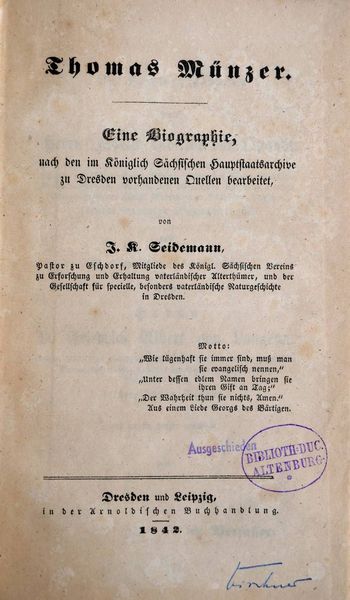 Thomas Münzer.
Eine Biographie,
nach den im Königlich Sächsischen Hauptstaatsarchive
zu Dresden vorhandenen Quellen bearbeitet,
von
J. K. Seidemann,
Pastor zu Eschdorf, Mitgliede des Königl. Sächsischen Vereins
zu Erforschung und Erhaltung vaterländischer Alterthümer, und der
Gesellschaft für specielle, besonders vaterländische Naturgeschichte
in Dresden.
Motto:
„Wie lügenhaft sie immer sind, muß man
sie evangelisch nennen,“
„Unter dessen edlem Namen bringen sie
ihren Gift an Tag;“
„Der Wahrheit thun sie nichts, Amen.“
Aus einem Liede Georgs des Bärtigen.
Ausgeschieden
BIBLIOTH. DUC.
ALTENBURG.
Dresden und Leipzig,
in der Arnoldischen Buchhandlung.
1842.